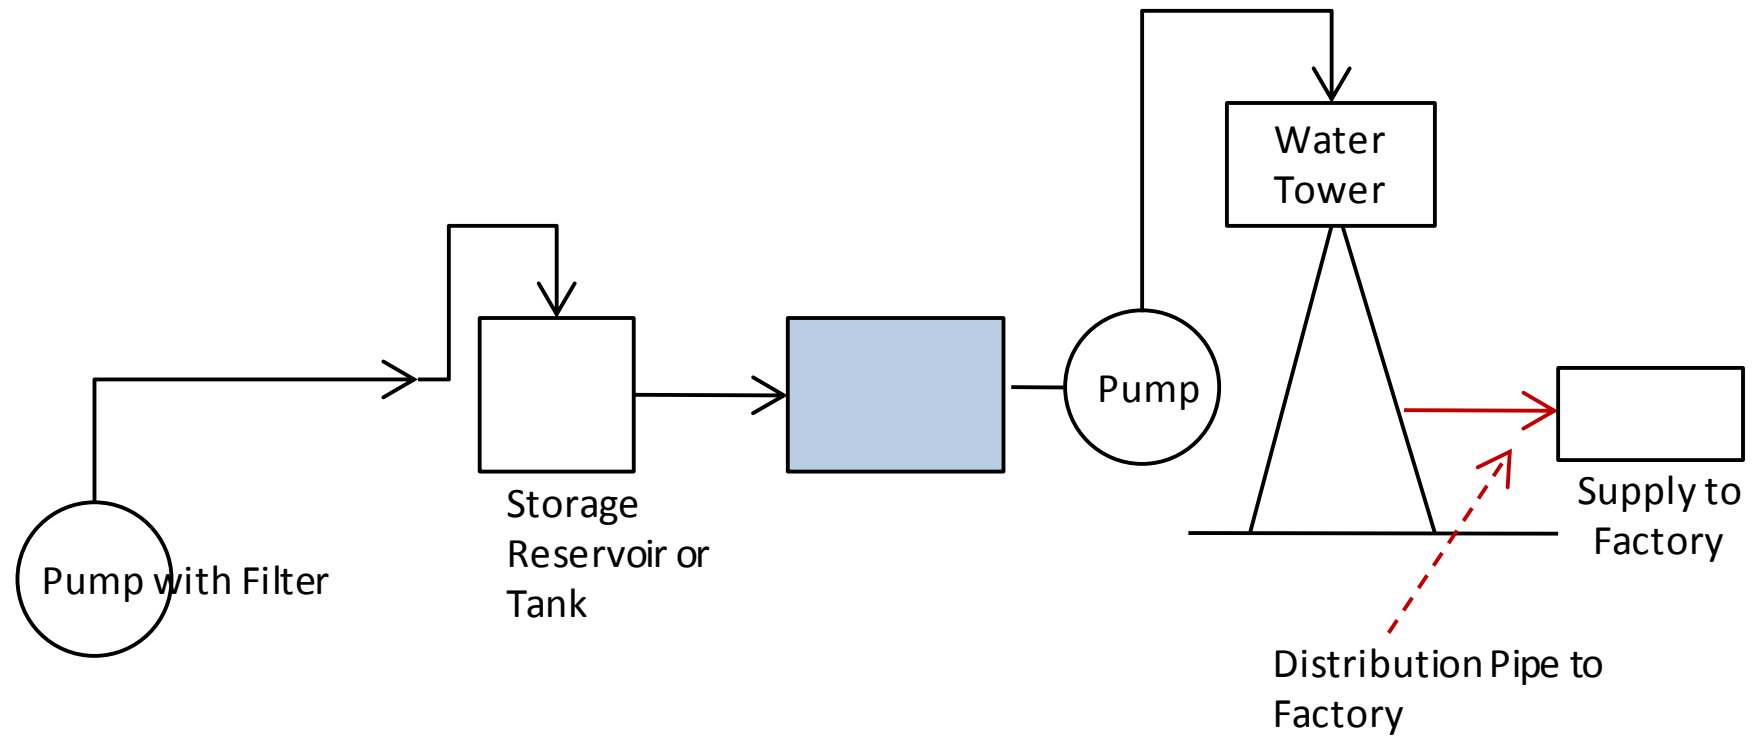 Water
Tower
Pump
Pump with Filter
Storage
Reservoir or
Tank
Supply to
Factory
Distribution Pipe to
Factory